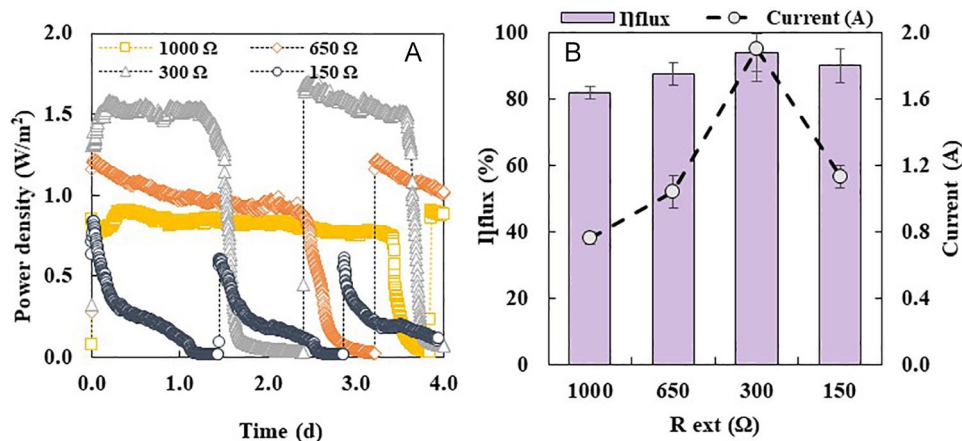 1000 Ω 650 Ω A
300 Ω 150 Ω
Power density (W/m²)
2.0
1.5
1.0
0.5
0.0
0.0 1.0 2.0 3.0 4.0
Time (d)
Ƞflux Current (A)
B
Ƞflux (%)
100
80
60
40
20
0
2.0
1.6
1.2
0.8
0.4
0.0
Current (A)
1000 650 300 150
R ext (Ω)